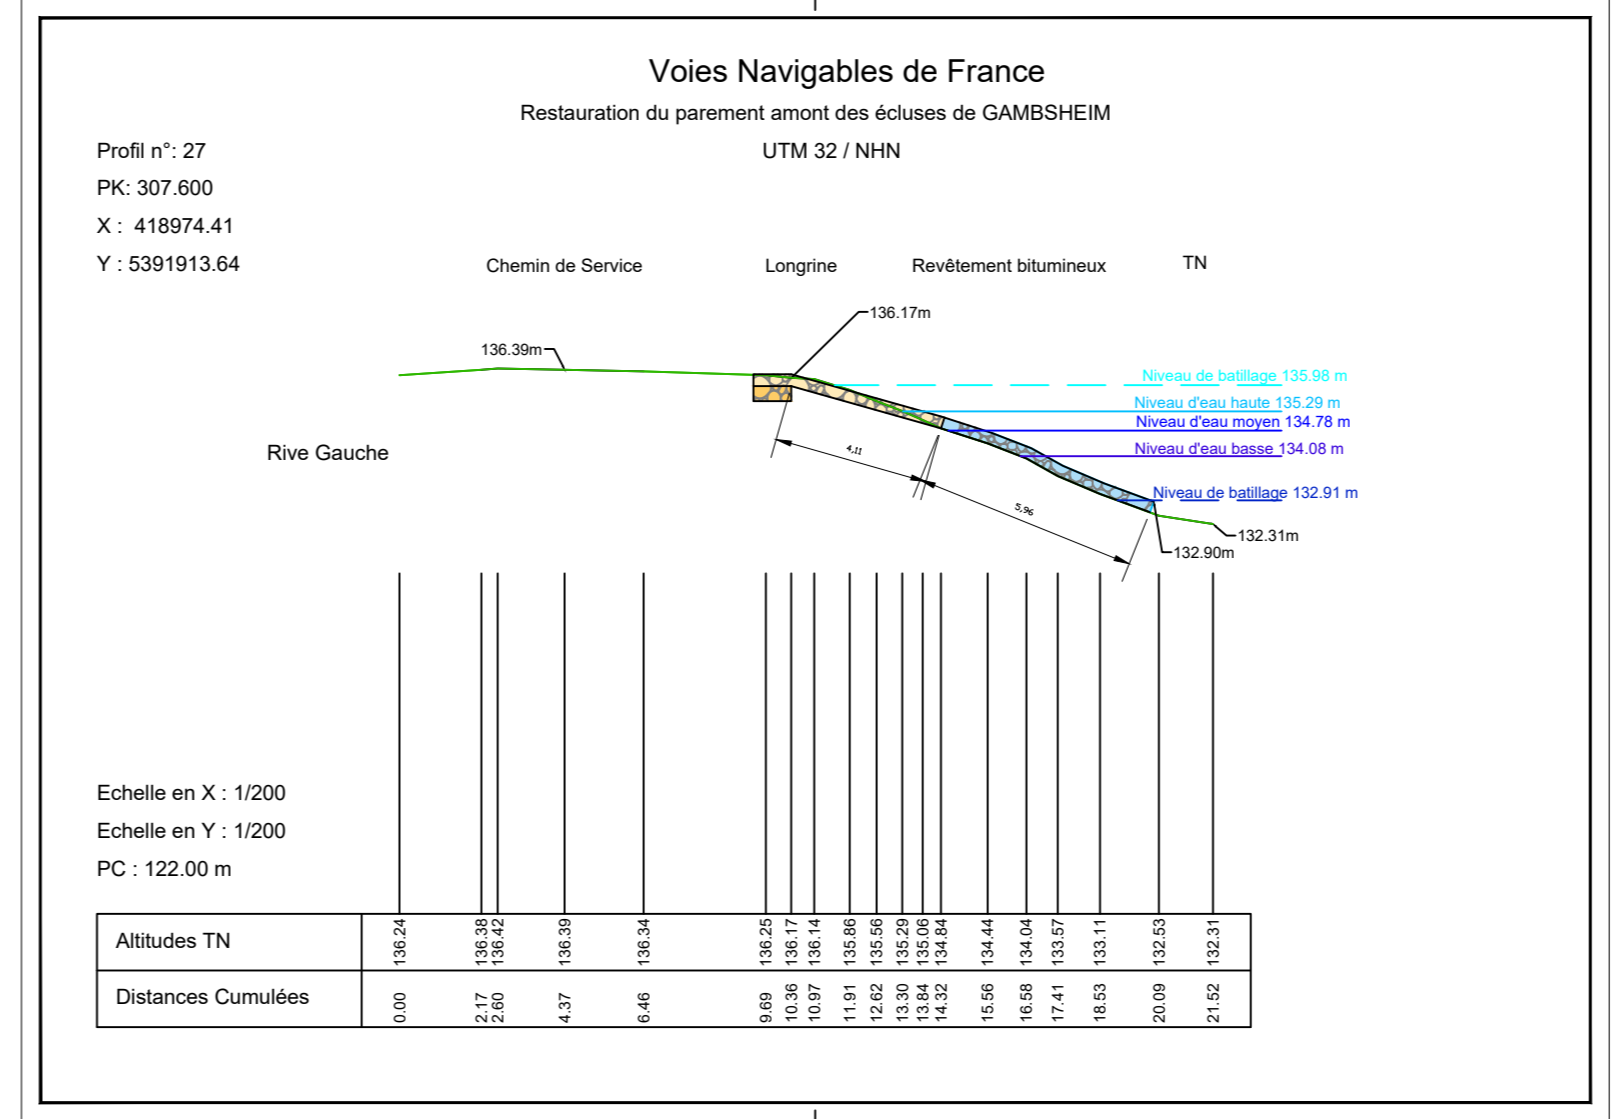 Voies Navigables de France
Restauration du parement amont des écluses de GAMBSHEIM
UTM 32 / NHN
Profil n°: 27
PK: 307.600
X : 418974.41
Y : 5391913.64
Chemin de Service
Longrine
Revêtement bitumineux
TN
136.17m
136.39m
Niveau de batillage 135.98 m
Niveau d'eau haute 135.29 m
Niveau d'eau moyen 134.78 m
Niveau d'eau basse 134.08 m
Niveau de batillage 132.91 m
Rive Gauche
4,11
5,96
132.31m
132.90m
Echelle en X : 1/200
Echelle en Y : 1/200
PC : 122.00 m
Altitudes TN 136.24 136.38 136.42 136.39 136.34 136.25 136.17 136.14 135.86 135.56 135.29 135.06 134.84 134.44 134.04 133.57 133.11 132.53 132.31
Distances Cumulées 0.00 2.17 2.60 4.37 6.46 9.69 10.36 10.97 11.91 12.62 13.30 13.84 14.32 15.56 16.58 17.41 18.53 20.09 21.52